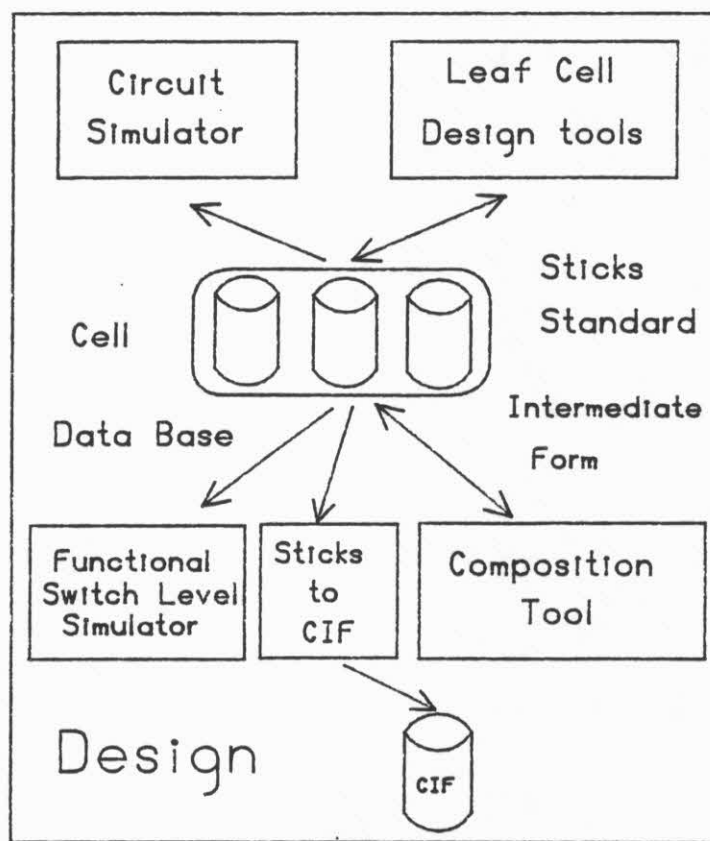 Circuit
Simulator
Leaf Cell
Design tools
Cell
Data Base
Sticks
Standard
Intermediate
Form
Functional
Switch Level
Simulator
Sticks
to
CIF
Composition
Tool
Design
CIF